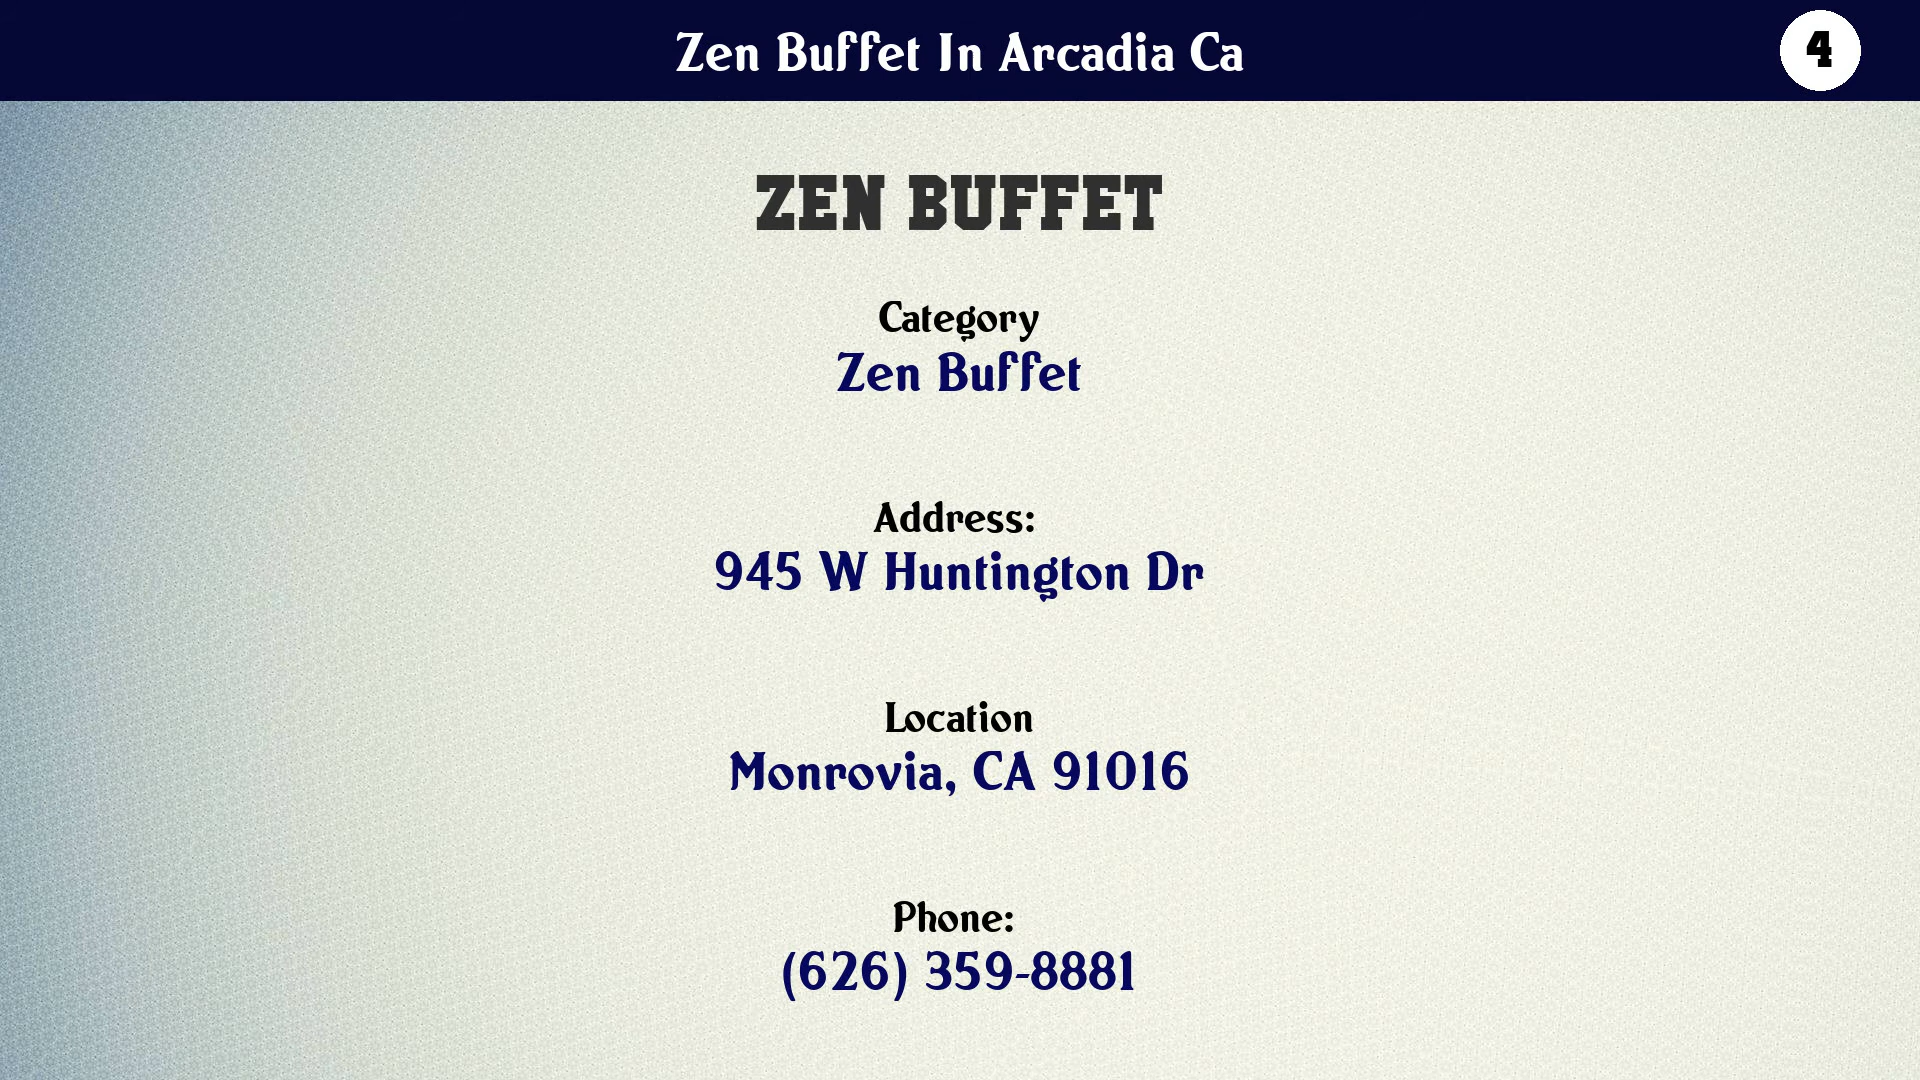 Zen Buffet In Arcadia Ca
4
ZEN BUFFET
Category
Zen Buffet
Address:
945 W Huntington Dr
Location
Monrovia, CA 91016
Phone:
(626) 359-8881